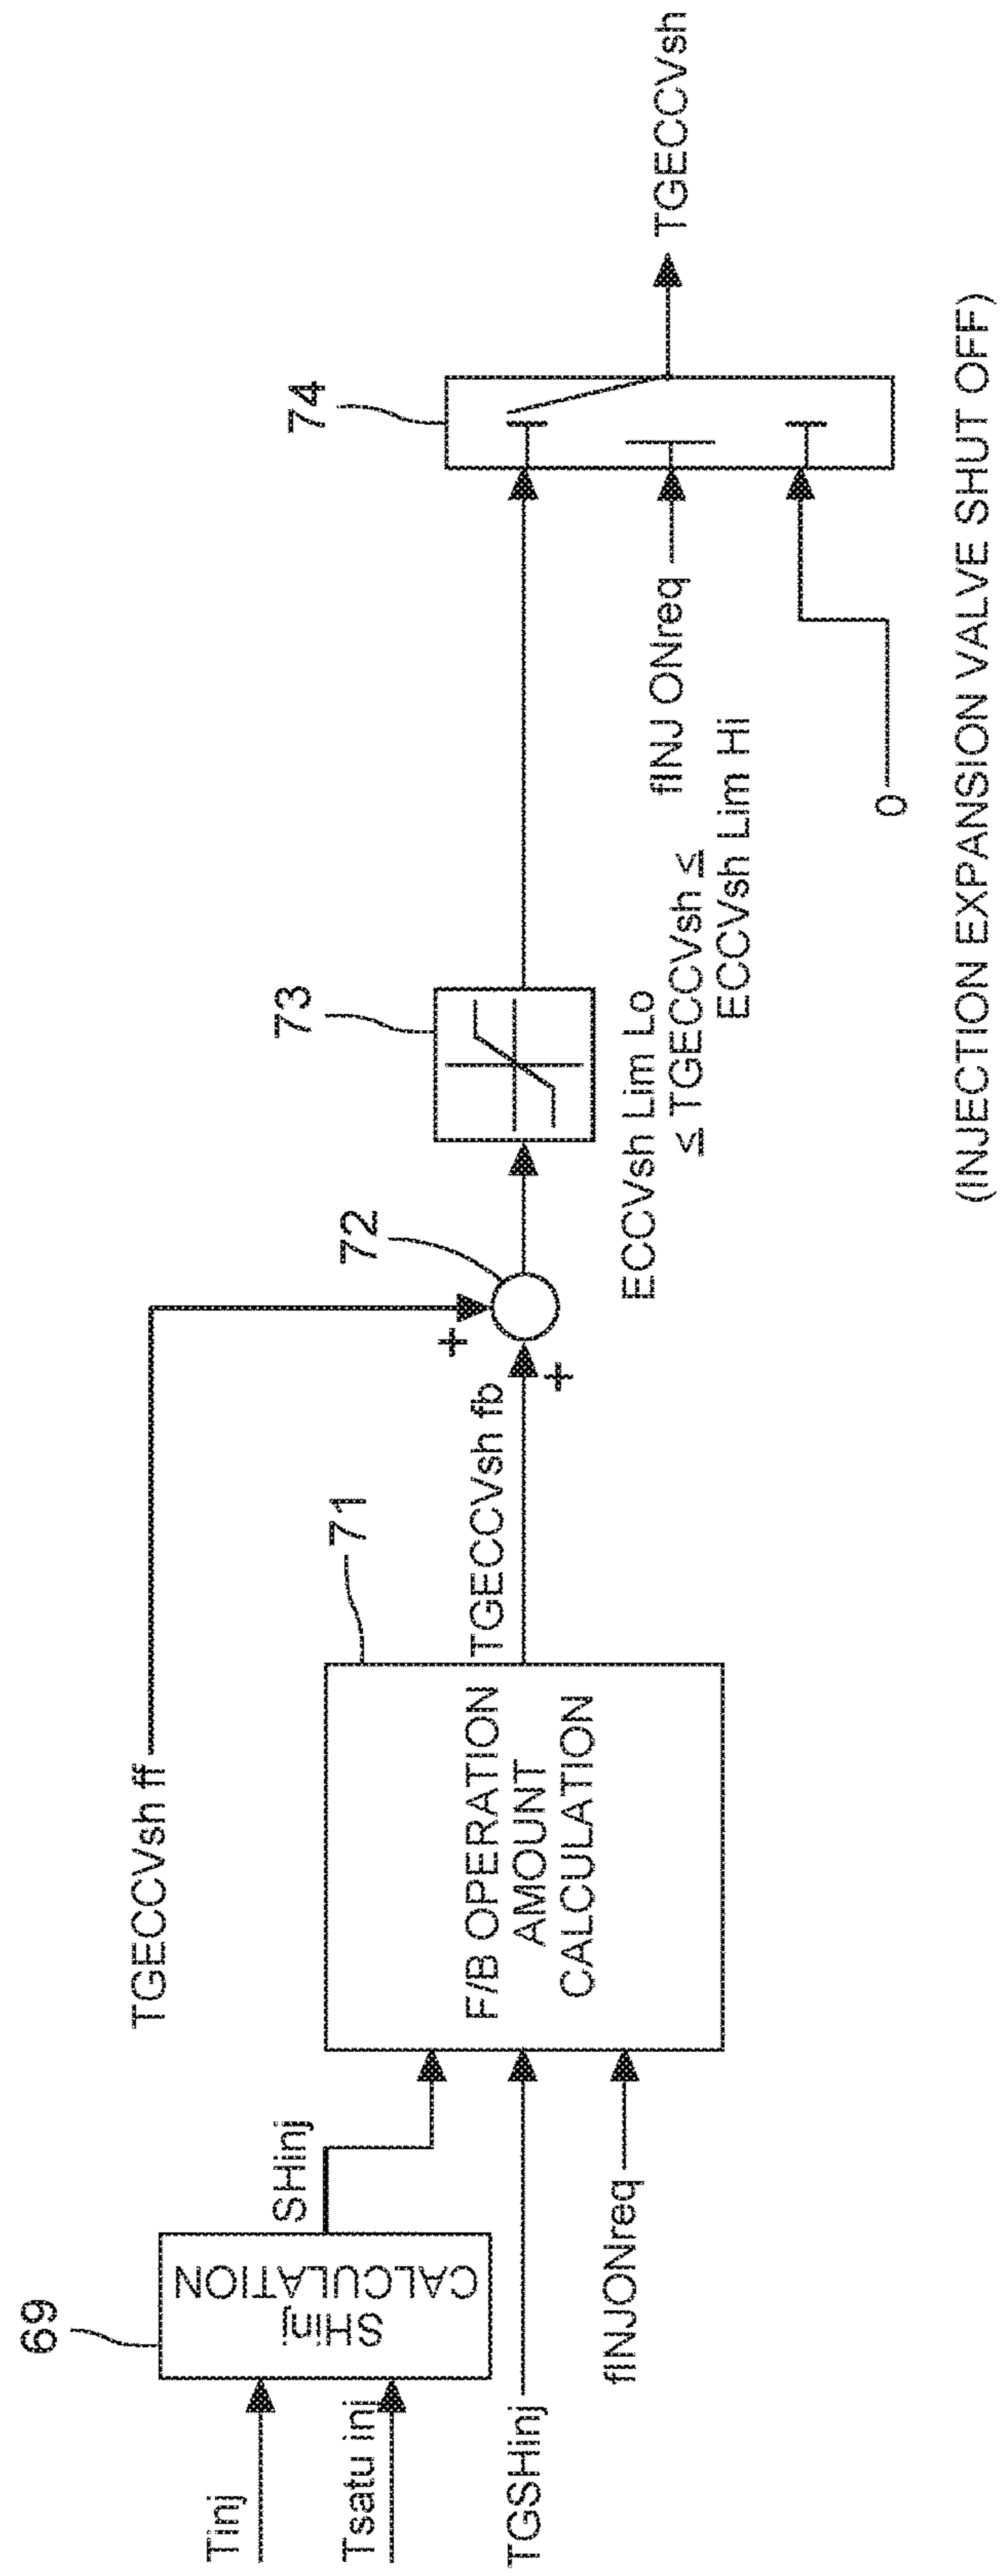 69
Tinj
Tsatu inj
SHinj
CALCULATION
SHinj
TGSHinj
fINJONreq
TGECCVsh ff
F/B OPERATION
AMOUNT
CALCULATION
71
TGECCVsh fb
+
+
72
73
ECCVsh Lim Lo
≤ TGECCVsh ≤
ECCVsh Lim Hi
fINJ ONreq
0
74
TGECCVsh
(INJECTION EXPANSION VALVE SHUT OFF)